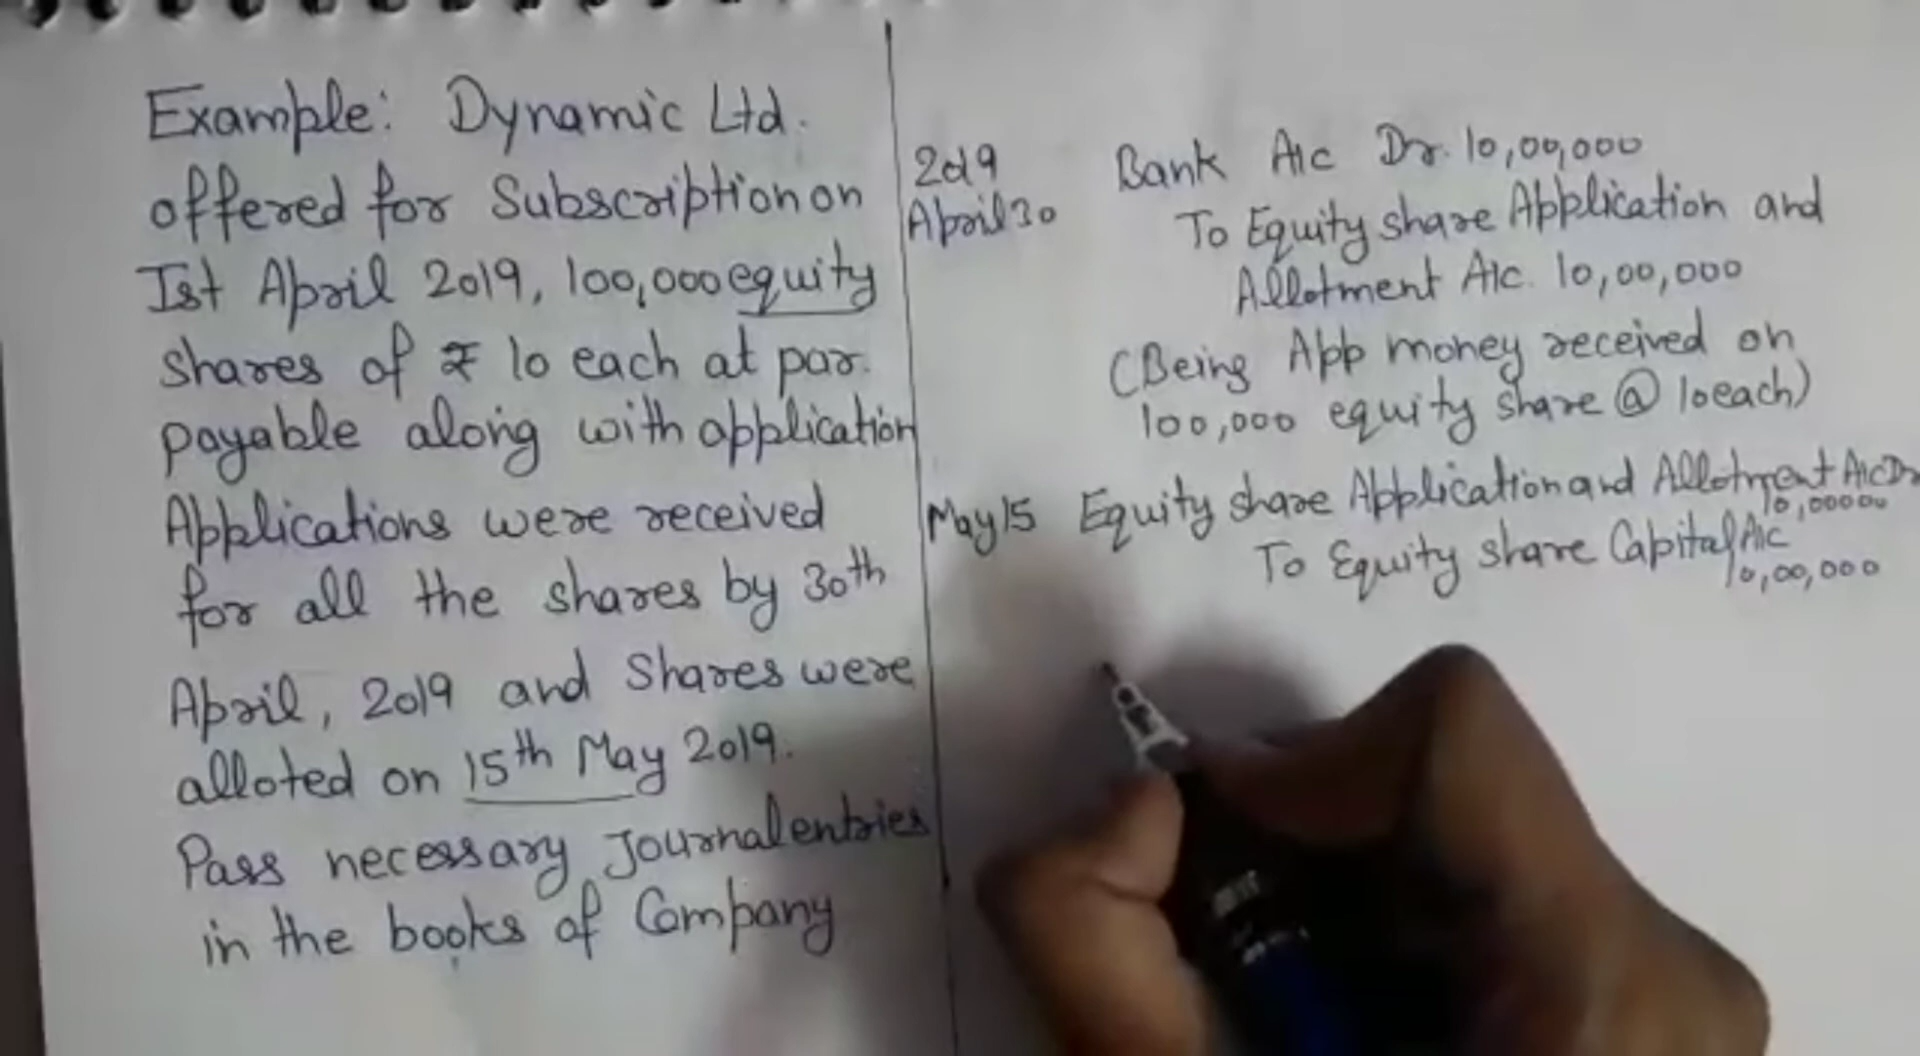 Example: Dynamic Ltd.
offered for Subscription on
Ist April 2019, 100,000 equity
shares of ₹ 10 each at par.
payable along with application
Applications were received
for all the shares by 30th
April, 2019 and Shares were
alloted on 15th May 2019.
Pass necessary Journal entries
in the books of Company
2019
April 30
Bank A/c Dr. 10,00,000
To Equity share Application and
Allotment A/c. 10,00,000
(Being App money received on
100,000 equity share @ 10 each)
May 15 Equity share Application and Allotment A/c Dr
10,00000
To Equity share Capital A/c
10,00,000